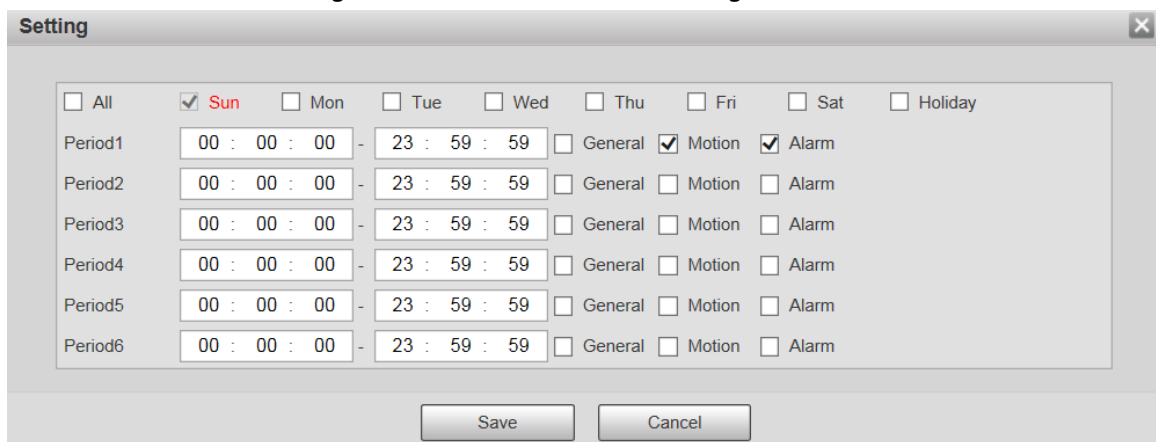 Setting
All Sun Mon Tue Wed Thu Fri Sat Holiday
Period1 00 : 00 : 00 - 23 : 59 : 59 General Motion Alarm
Period2 00 : 00 : 00 - 23 : 59 : 59 General Motion Alarm
Period3 00 : 00 : 00 - 23 : 59 : 59 General Motion Alarm
Period4 00 : 00 : 00 - 23 : 59 : 59 General Motion Alarm
Period5 00 : 00 : 00 - 23 : 59 : 59 General Motion Alarm
Period6 00 : 00 : 00 - 23 : 59 : 59 General Motion Alarm
Save Cancel